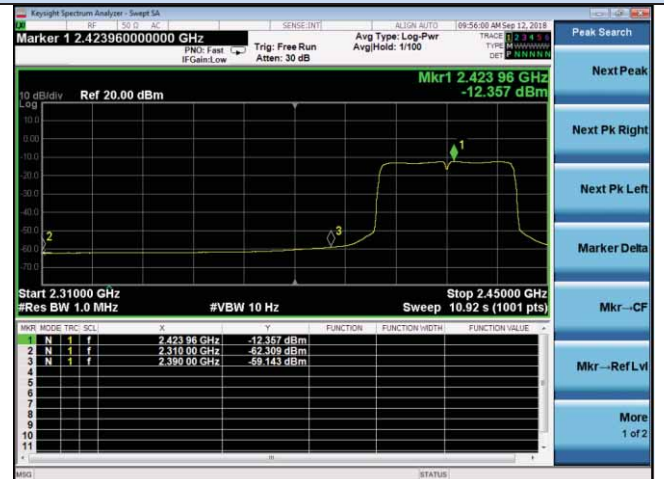 Keysight Spectrum Analyzer - Swept SA
RF 50 Ω AC SENSE:INT ALIGN AUTO 09:56:00 AM Sep 12, 2018
Marker 1 2.423960000000 GHz
PNO: Fast
IFGain:Low
Trig: Free Run
Atten: 30 dB
Avg Type: Log-Pwr
Avg|Hold: 1/100
TRACE 1 2 3 4 5 6
TYPE M W W W W W
DET P N N N N N
Peak Search
Mkr1 2.423 96 GHz
-12.357 dBm
10 dB/div Ref 20.00 dBm
Log
10.0
0.00
-10.0
-20.0
-30.0
-40.0
-50.0
-60.0
-70.0
1
2
3
Start 2.31000 GHz Stop 2.45000 GHz
#Res BW 1.0 MHz #VBW 10 Hz Sweep 10.92 s (1001 pts)
MKR MODE TRC SCL X Y FUNCTION FUNCTION WIDTH FUNCTION VALUE
1 N 1 f 2.423 96 GHz -12.357 dBm
2 N 1 f 2.310 00 GHz -62.309 dBm
3 N 1 f 2.390 00 GHz -59.143 dBm
4
5
6
7
8
9
10
11
MSG STATUS
Next Peak
Next Pk Right
Next Pk Left
Marker Delta
Mkr→CF
Mkr→Ref Lvl
More
1 of 2